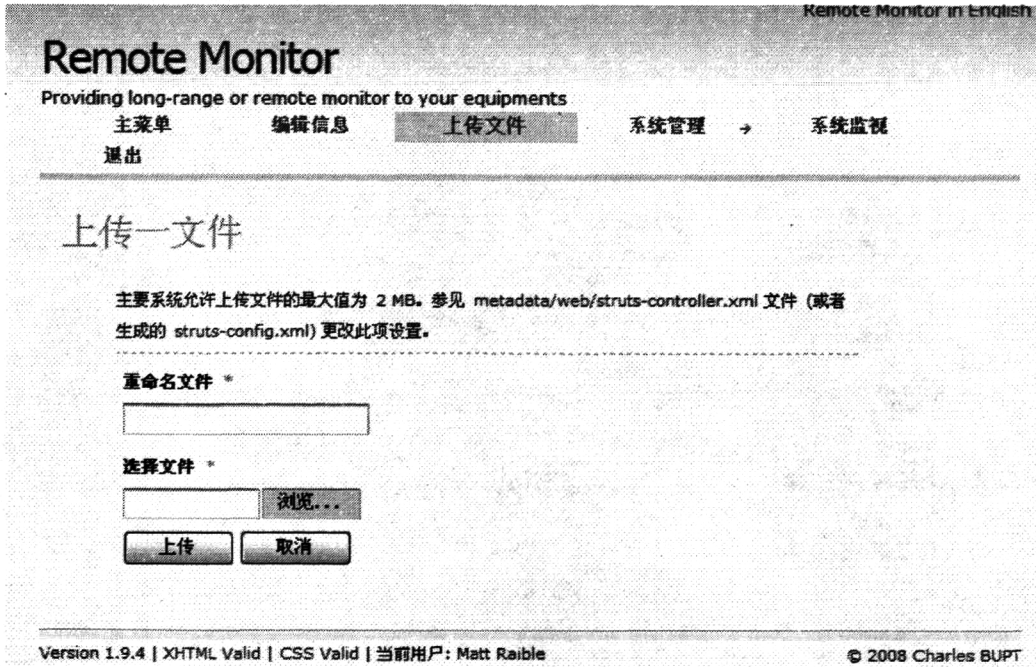 Remote Monitor in English
Remote Monitor
Providing long-range or remote monitor to your equipments
主菜单 编辑信息 上传文件 系统管理 → 系统监视
退出
上传一文件
主要系统允许上传文件的最大值为 2 MB。参见 metadata/web/struts-controller.xml 文件 (或者
生成的 struts-config.xml) 更改此项设置。
重命名文件 *
选择文件 *
浏览...
上传 取消
Version 1.9.4 | XHTML Valid | CSS Valid | 当前用户: Matt Raible
© 2008 Charles BUPT